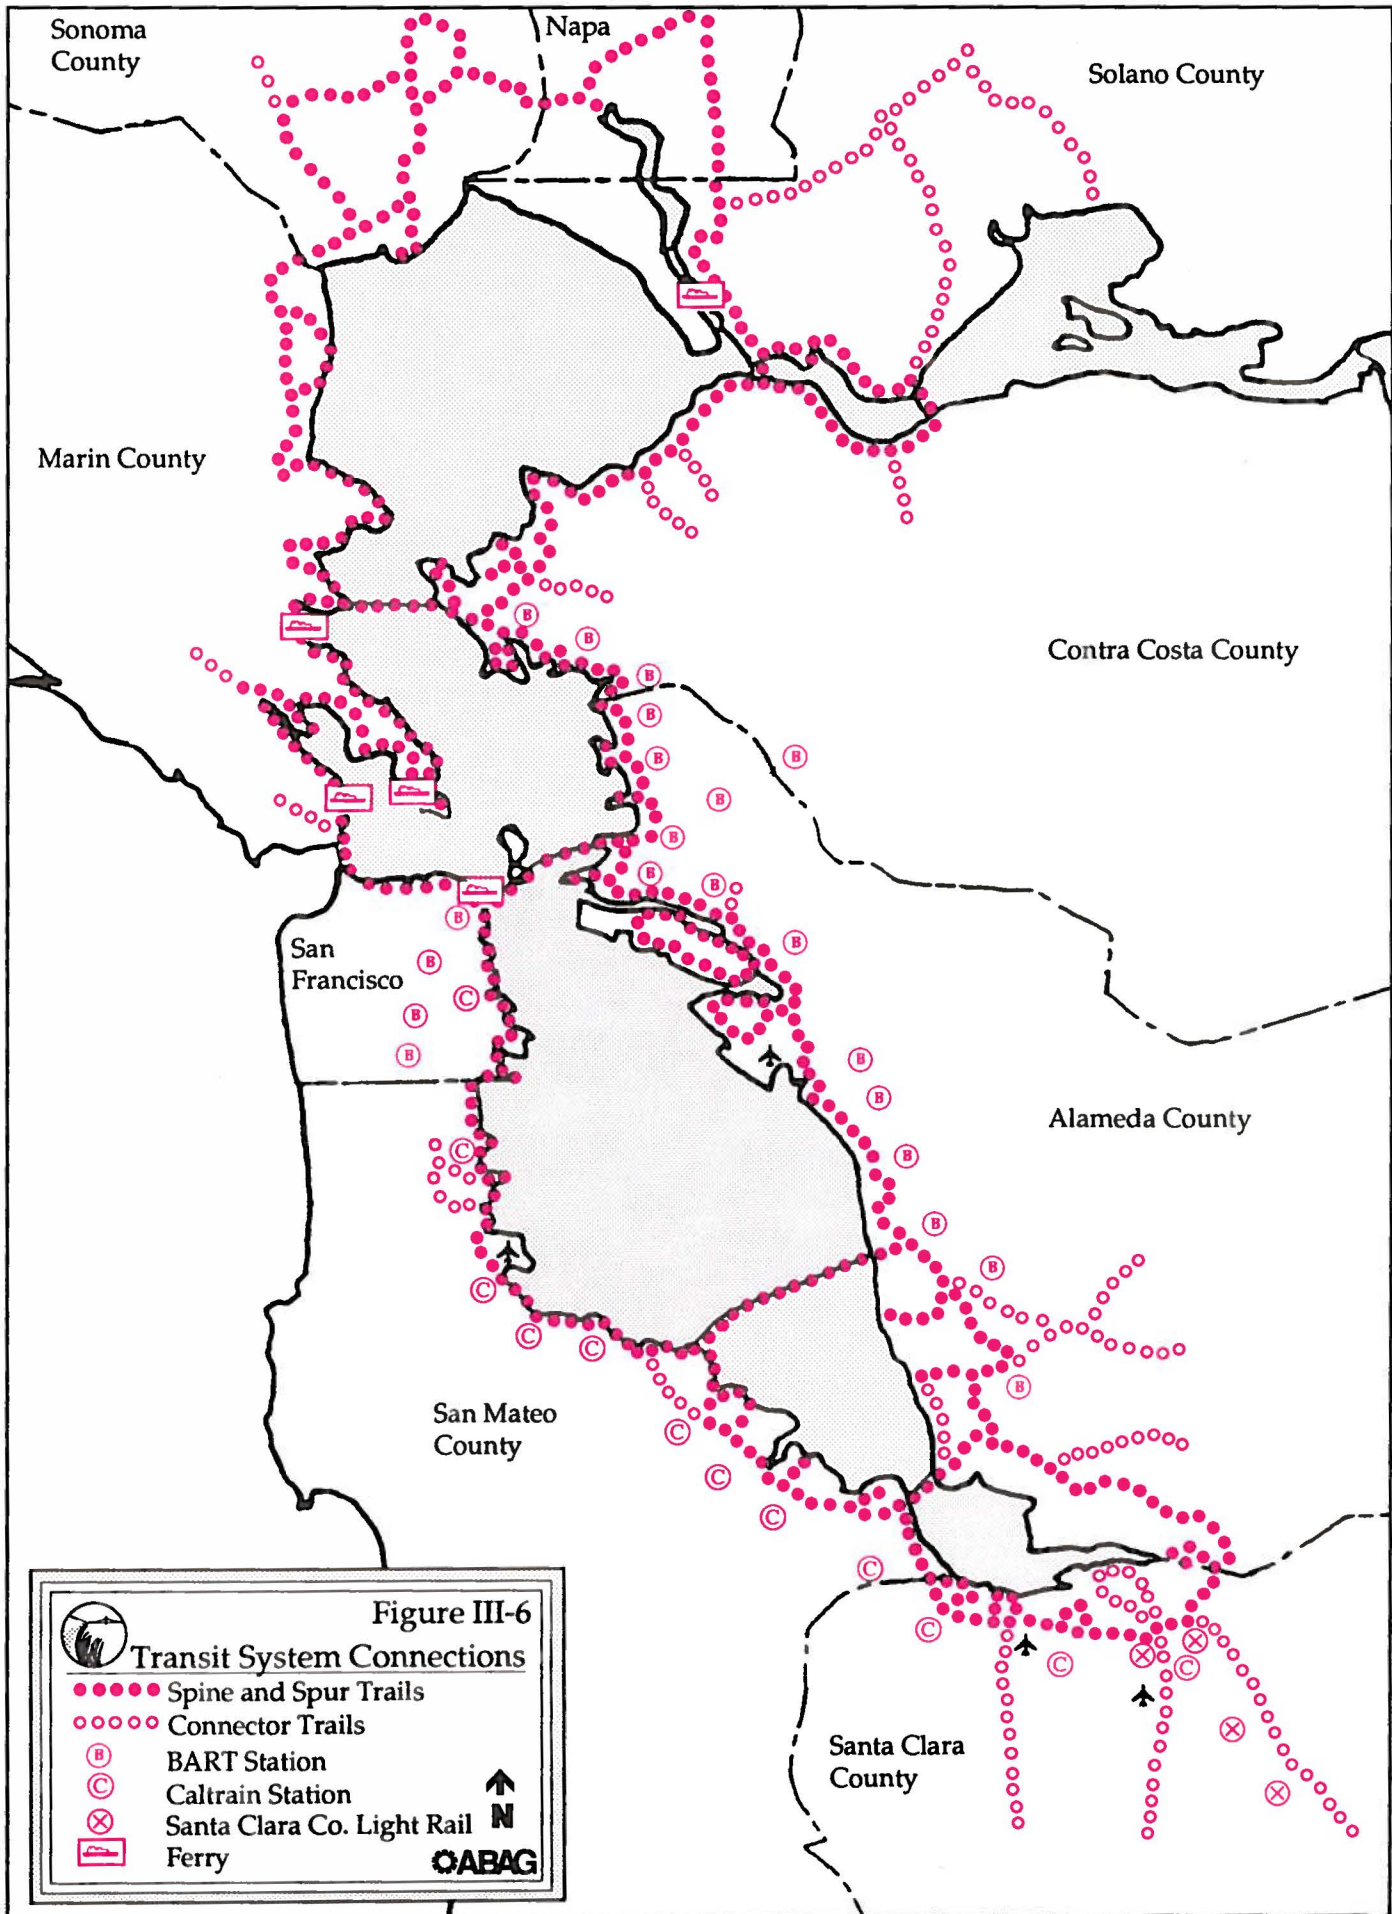 Sonoma
County
Napa
Solano County
Marin County
Contra Costa County
B
B
B
B
B
B
B
B
B
B
B
B
San
Francisco
B
B
C
B
B
B
B
Alameda County
C
B
B
B
C
C
C
B
San Mateo
County
C
C
C
C
C
C
C
Santa Clara
County
Figure III-6
Transit System Connections
Spine and Spur Trails
Connector Trails
B BART Station
C Caltrain Station
Santa Clara Co. Light Rail
N
Ferry
ABAG